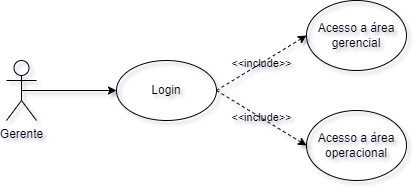 Acesso a área
gerencial
<<include>>
Login
<<include>>
Gerente
Acesso a área
operacional